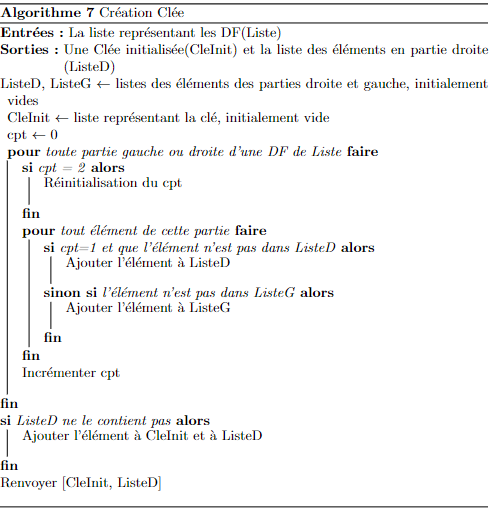 Algorithme 7 Création Clée
Entrées : La liste représentant les DF(Liste)
Sorties : Une Clée initialisée(CleInit) et la liste des éléments en partie droite
(ListeD)
ListeD, ListeG ← listes des éléments des parties droite et gauche, initialement
vides
CleInit ← liste représentant la clé, initialement vide
cpt ← 0
pour toute partie gauche ou droite d'une DF de Liste faire
si cpt = 2 alors
Réinitialisation du cpt
fin
pour tout élément de cette partie faire
si cpt=1 et que l'élément n'est pas dans ListeD alors
Ajouter l'élément à ListeD
sinon si l'élément n'est pas dans ListeG alors
Ajouter l'élément à ListeG
fin
fin
Incrémenter cpt
fin
si ListeD ne le contient pas alors
Ajouter l'élément à CleInit et à ListeD
fin
Renvoyer [CleInit, ListeD]